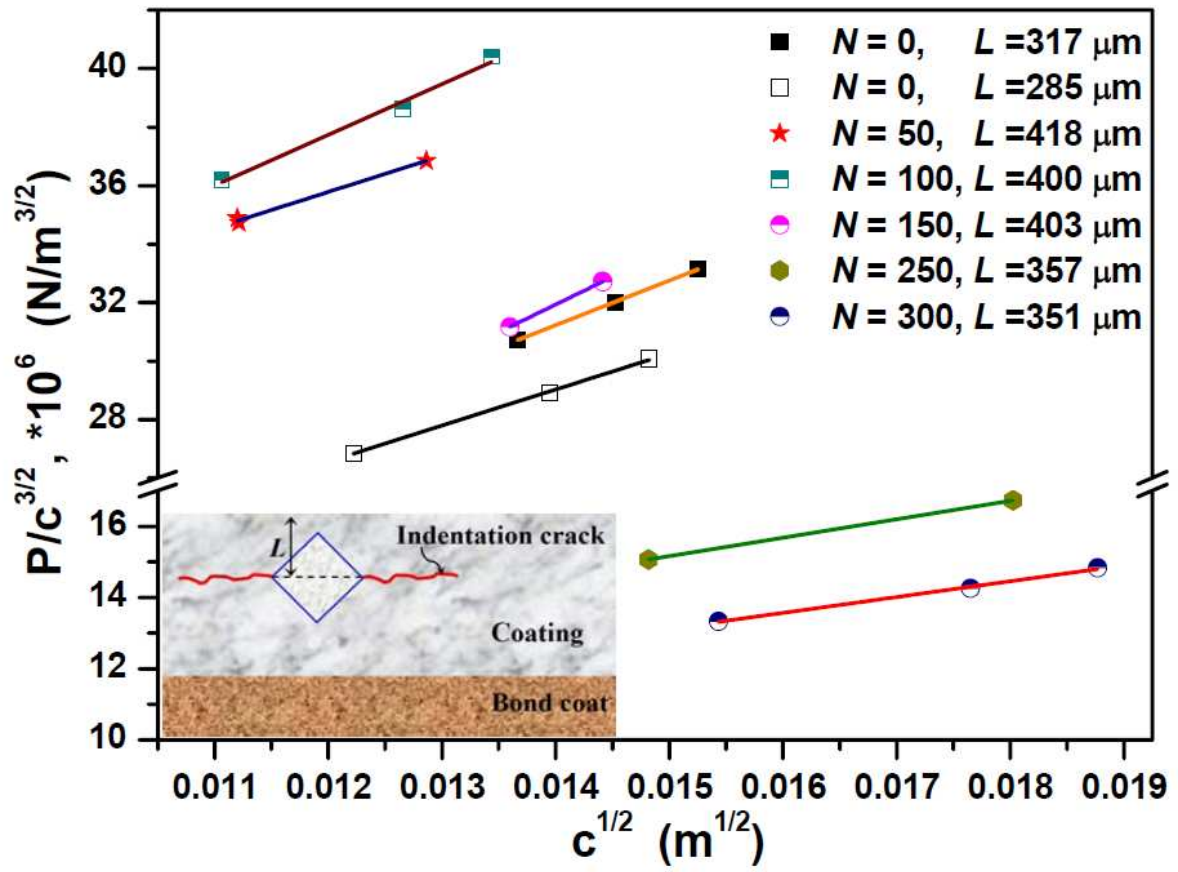 N = 0, L =317 μm
N = 0, L =285 μm
N = 50, L =418 μm
N = 100, L =400 μm
N = 150, L =403 μm
N = 250, L =357 μm
N = 300, L =351 μm
P/c^3/2, *10^6 (N/m^3/2)
40
36
32
28
16
14
12
10
L
Indentation crack
Coating
Bond coat
0.011 0.012 0.013 0.014 0.015 0.016 0.017 0.018 0.019
c^1/2 (m^1/2)